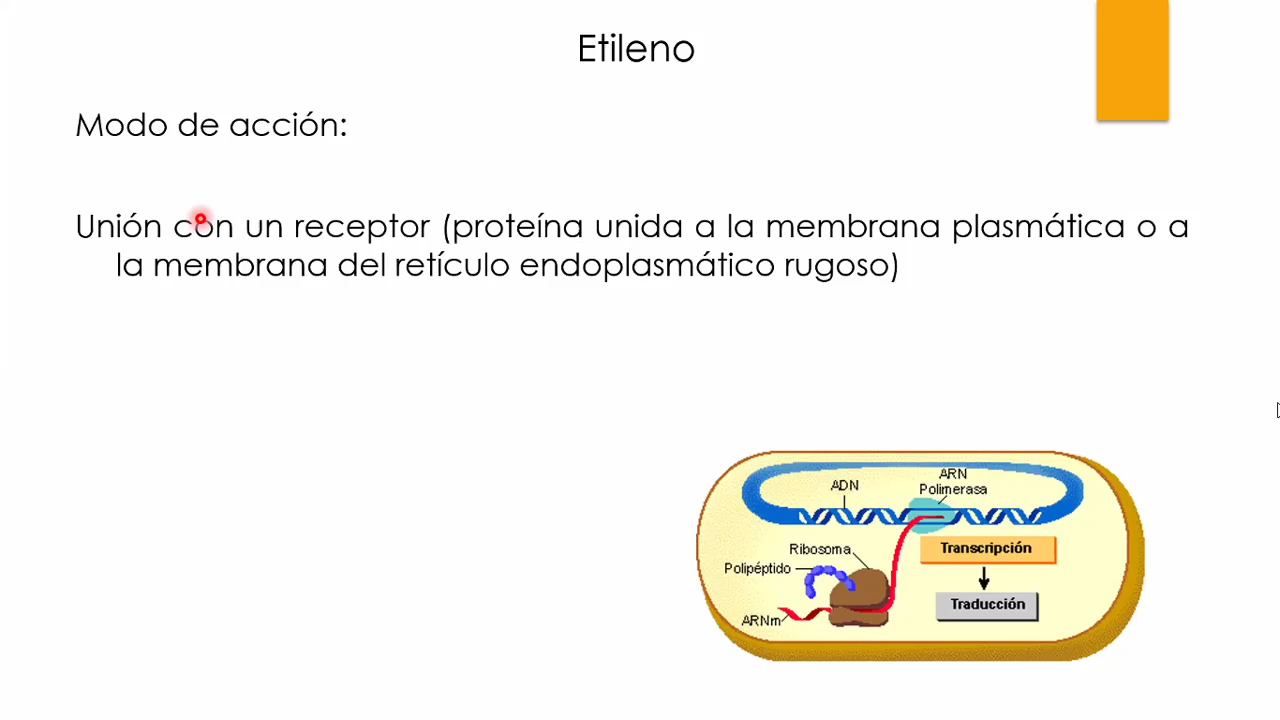 Etileno
Modo de acción:
Unión con un receptor (proteína unida a la membrana plasmática o a
la membrana del retículo endoplasmático rugoso)
ARN
Polimerasa
ADN
Ribosoma
Transcripción
Polipéptido
Traducción
ARNm